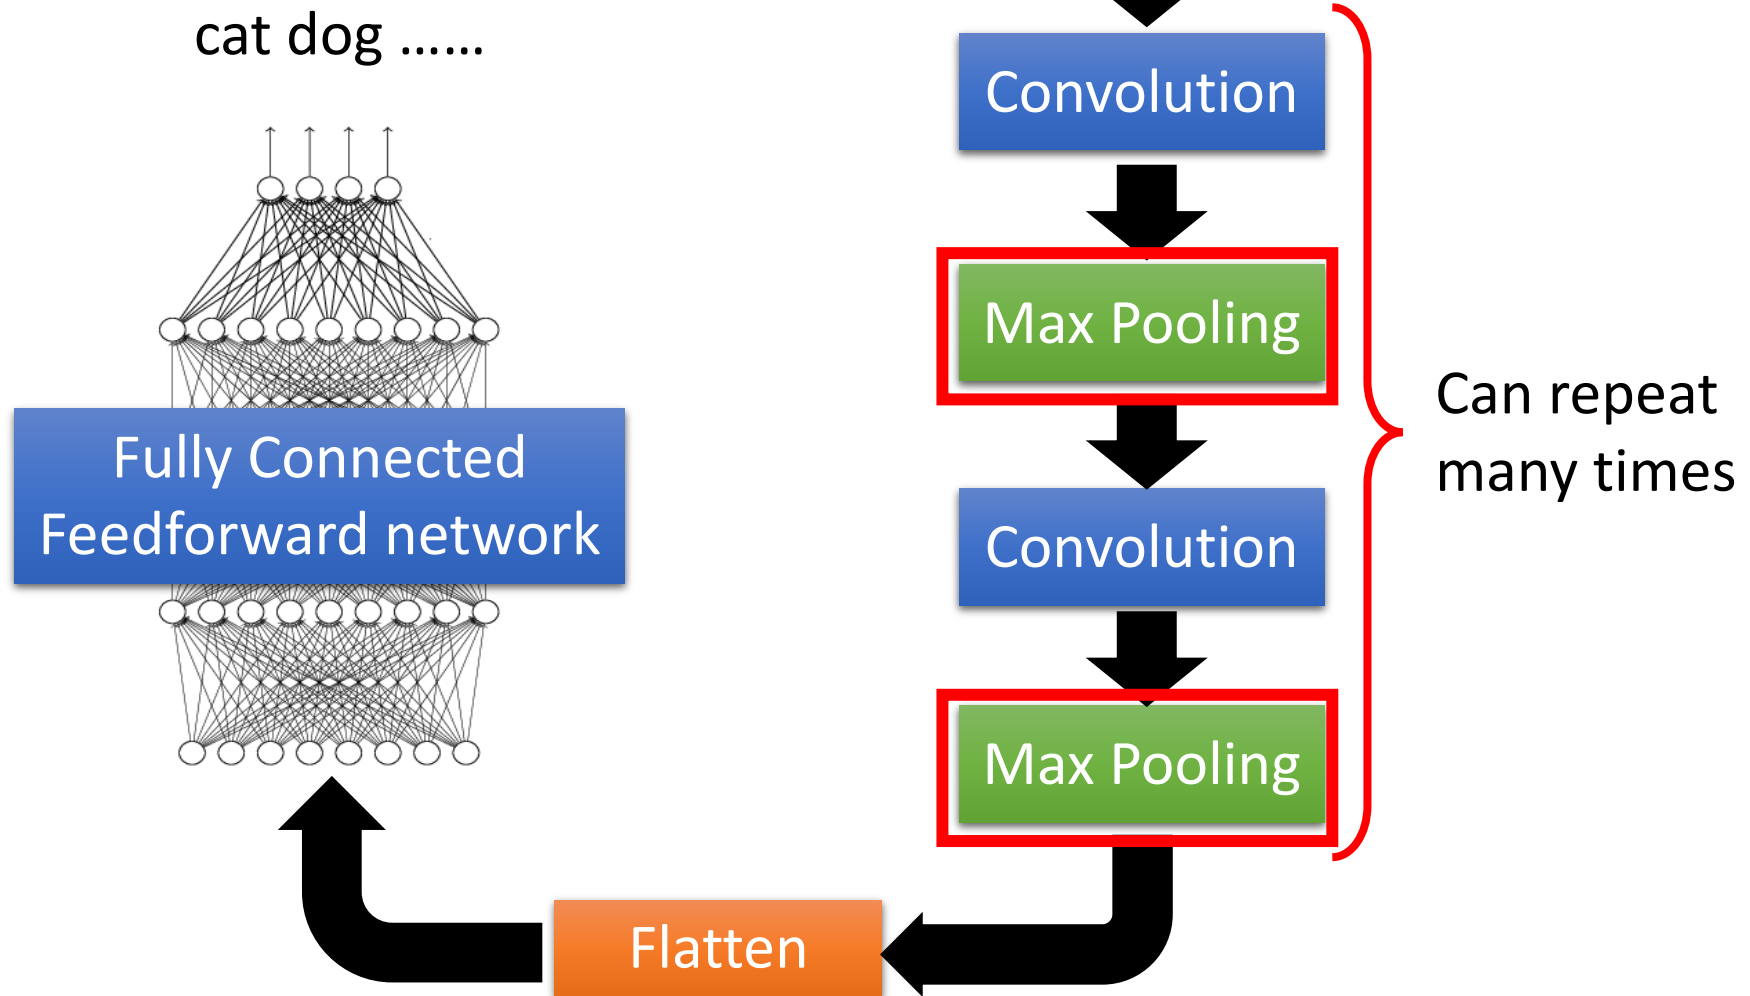 cat dog ……
Convolution
Max Pooling
Can repeat
many times
Fully Connected
Feedforward network
Convolution
Max Pooling
Flatten